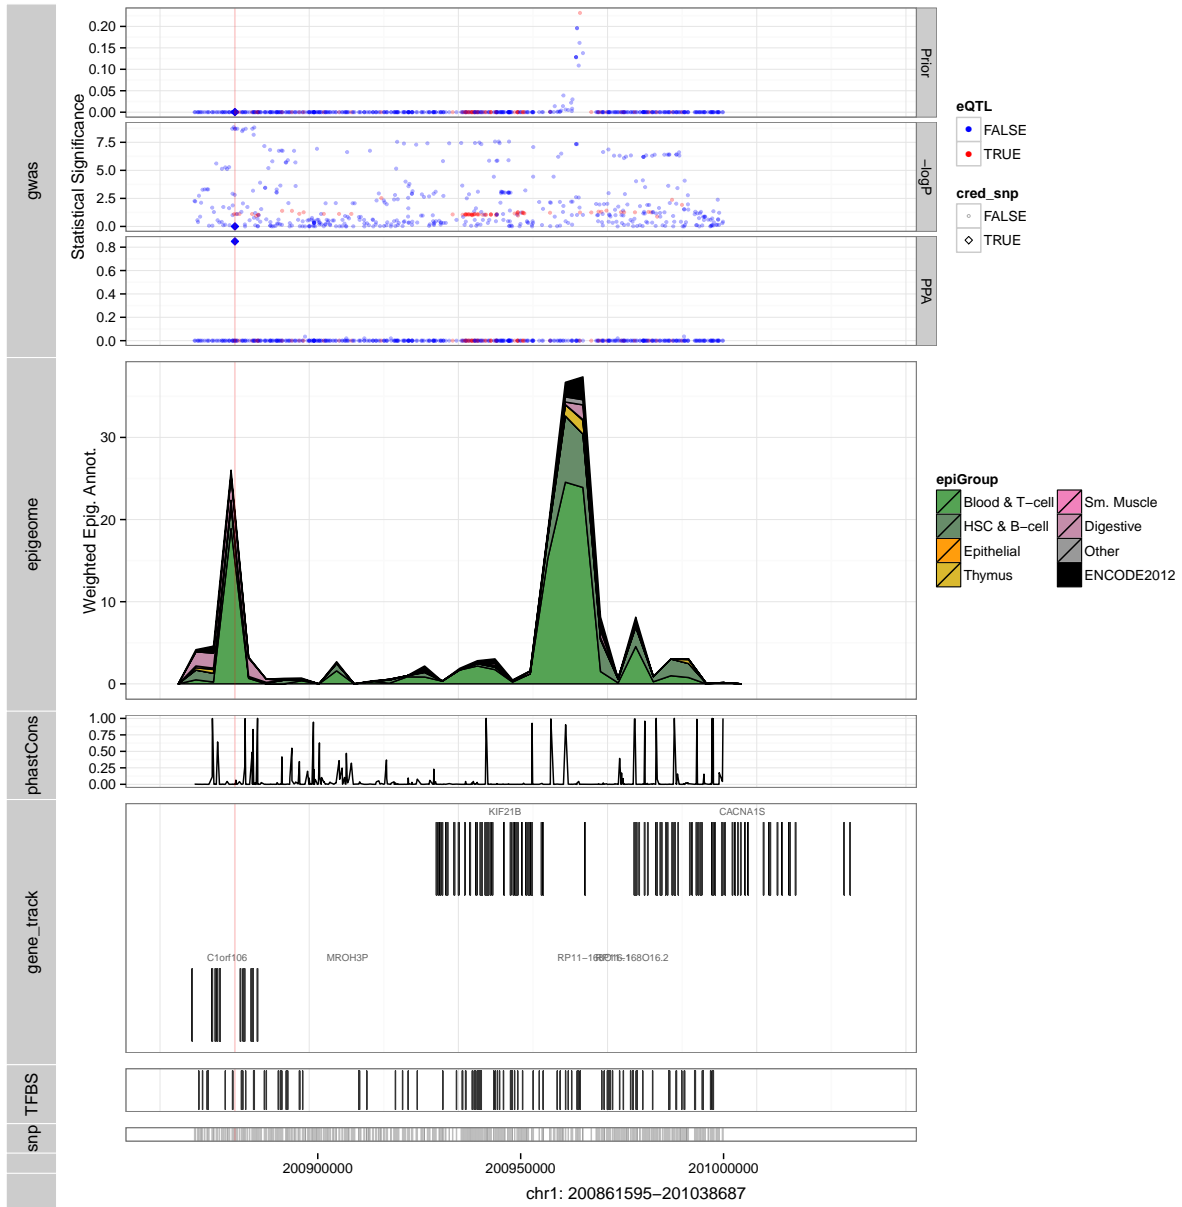 gwas
Statistical Significance
0.20
0.15
0.10
0.05
0.00
Prior
7.5
5.0
2.5
0.0
−logP
0.8
0.6
0.4
0.2
0.0
PPA
eQTL
FALSE
TRUE
cred_snp
FALSE
TRUE
epigeome
Weighted Epig. Annot.
30
20
10
0
epiGroup
Blood & T−cell
HSC & B−cell
Epithelial
Thymus
Sm. Muscle
Digestive
Other
ENCODE2012
phastCons
1.00
0.75
0.50
0.25
0.00
gene_track
KIF21B
CACNA1S
C1orf106
MROH3P
TFBS
snp
200900000
200950000
201000000
chr1: 200861595−201038687